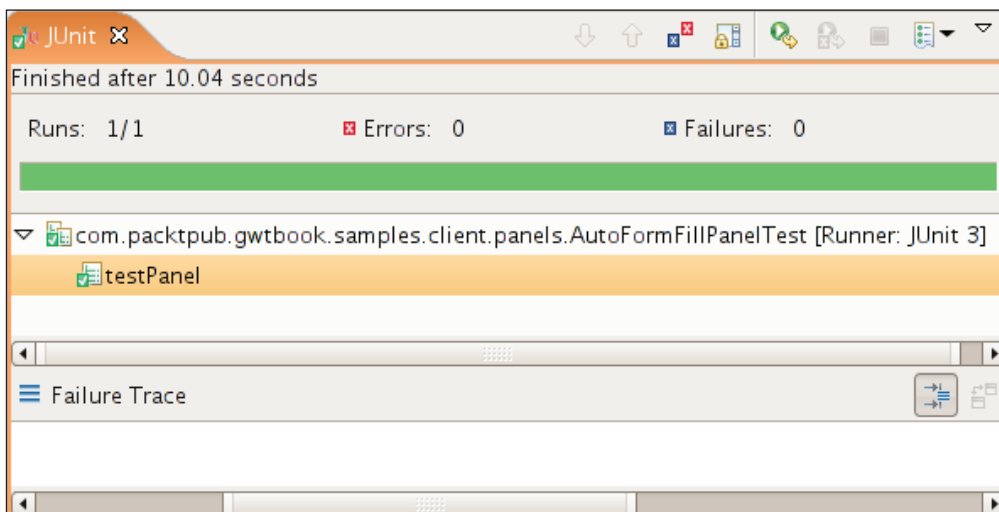 JUnit
Finished after 10.04 seconds
Runs: 1/1 Errors: 0 Failures: 0
com.packtpub.gwtbook.samples.client.panels.AutoFormFillPanelTest [Runner: JUnit 3]
testPanel
Failure Trace